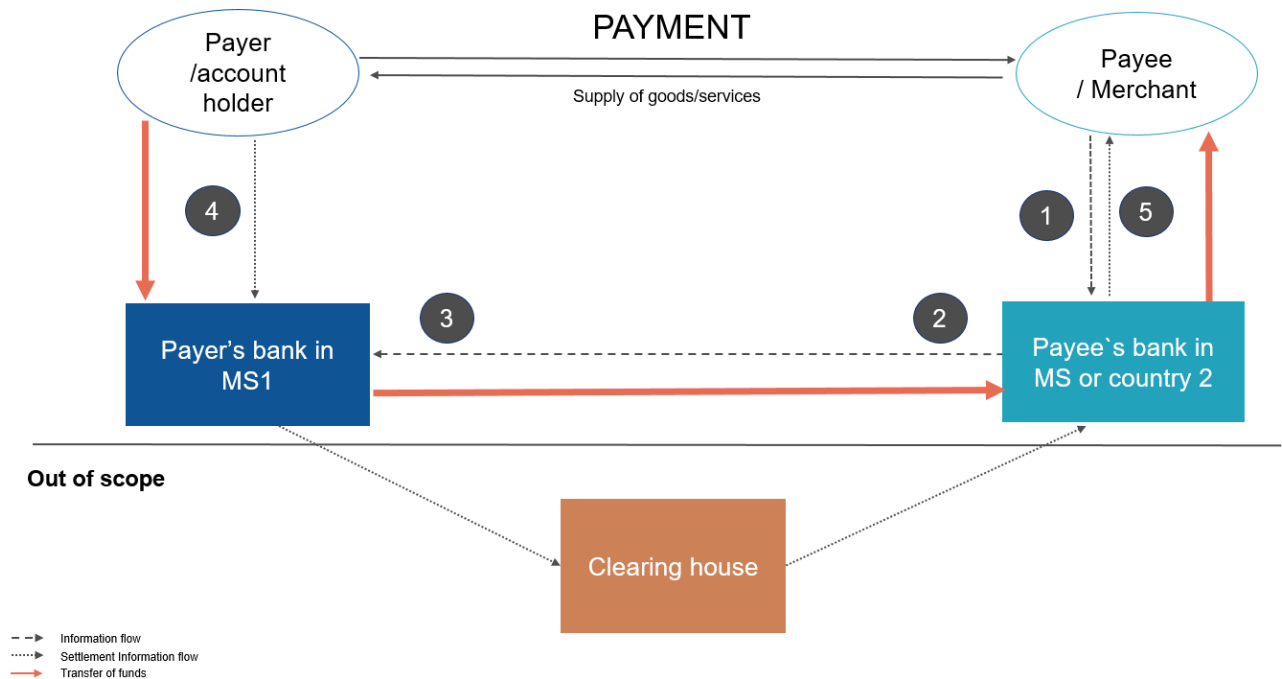 PAYMENT
Payer
/account
holder
Payee
/ Merchant
Supply of goods/services
4
1
5
3
2
Payer's bank in
MS1
Payee`s bank in
MS or country 2
Out of scope
Clearing house
Information flow
Settlement Information flow
Transfer of funds